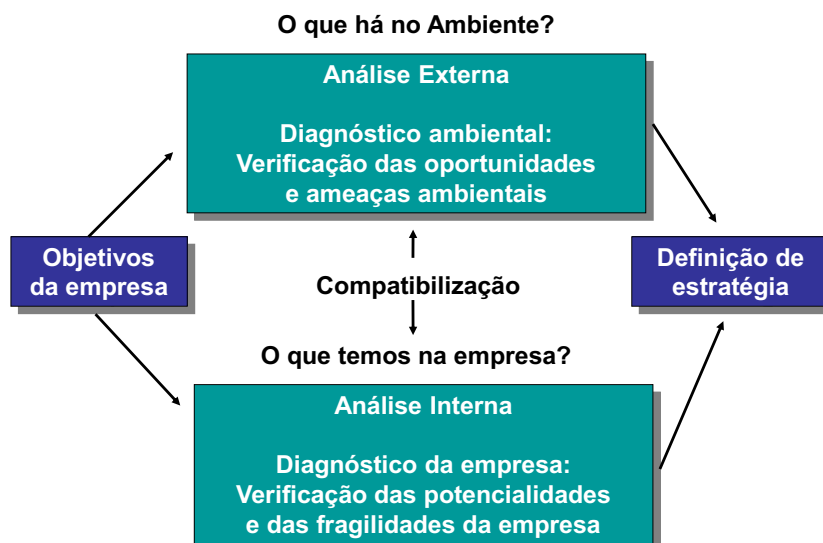 O que há no Ambiente?
Análise Externa
Diagnóstico ambiental:
Verificação das oportunidades
e ameaças ambientais
Objetivos
da empresa
Compatibilização
Definição de
estratégia
O que temos na empresa?
Análise Interna
Diagnóstico da empresa:
Verificação das potencialidades
e das fragilidades da empresa